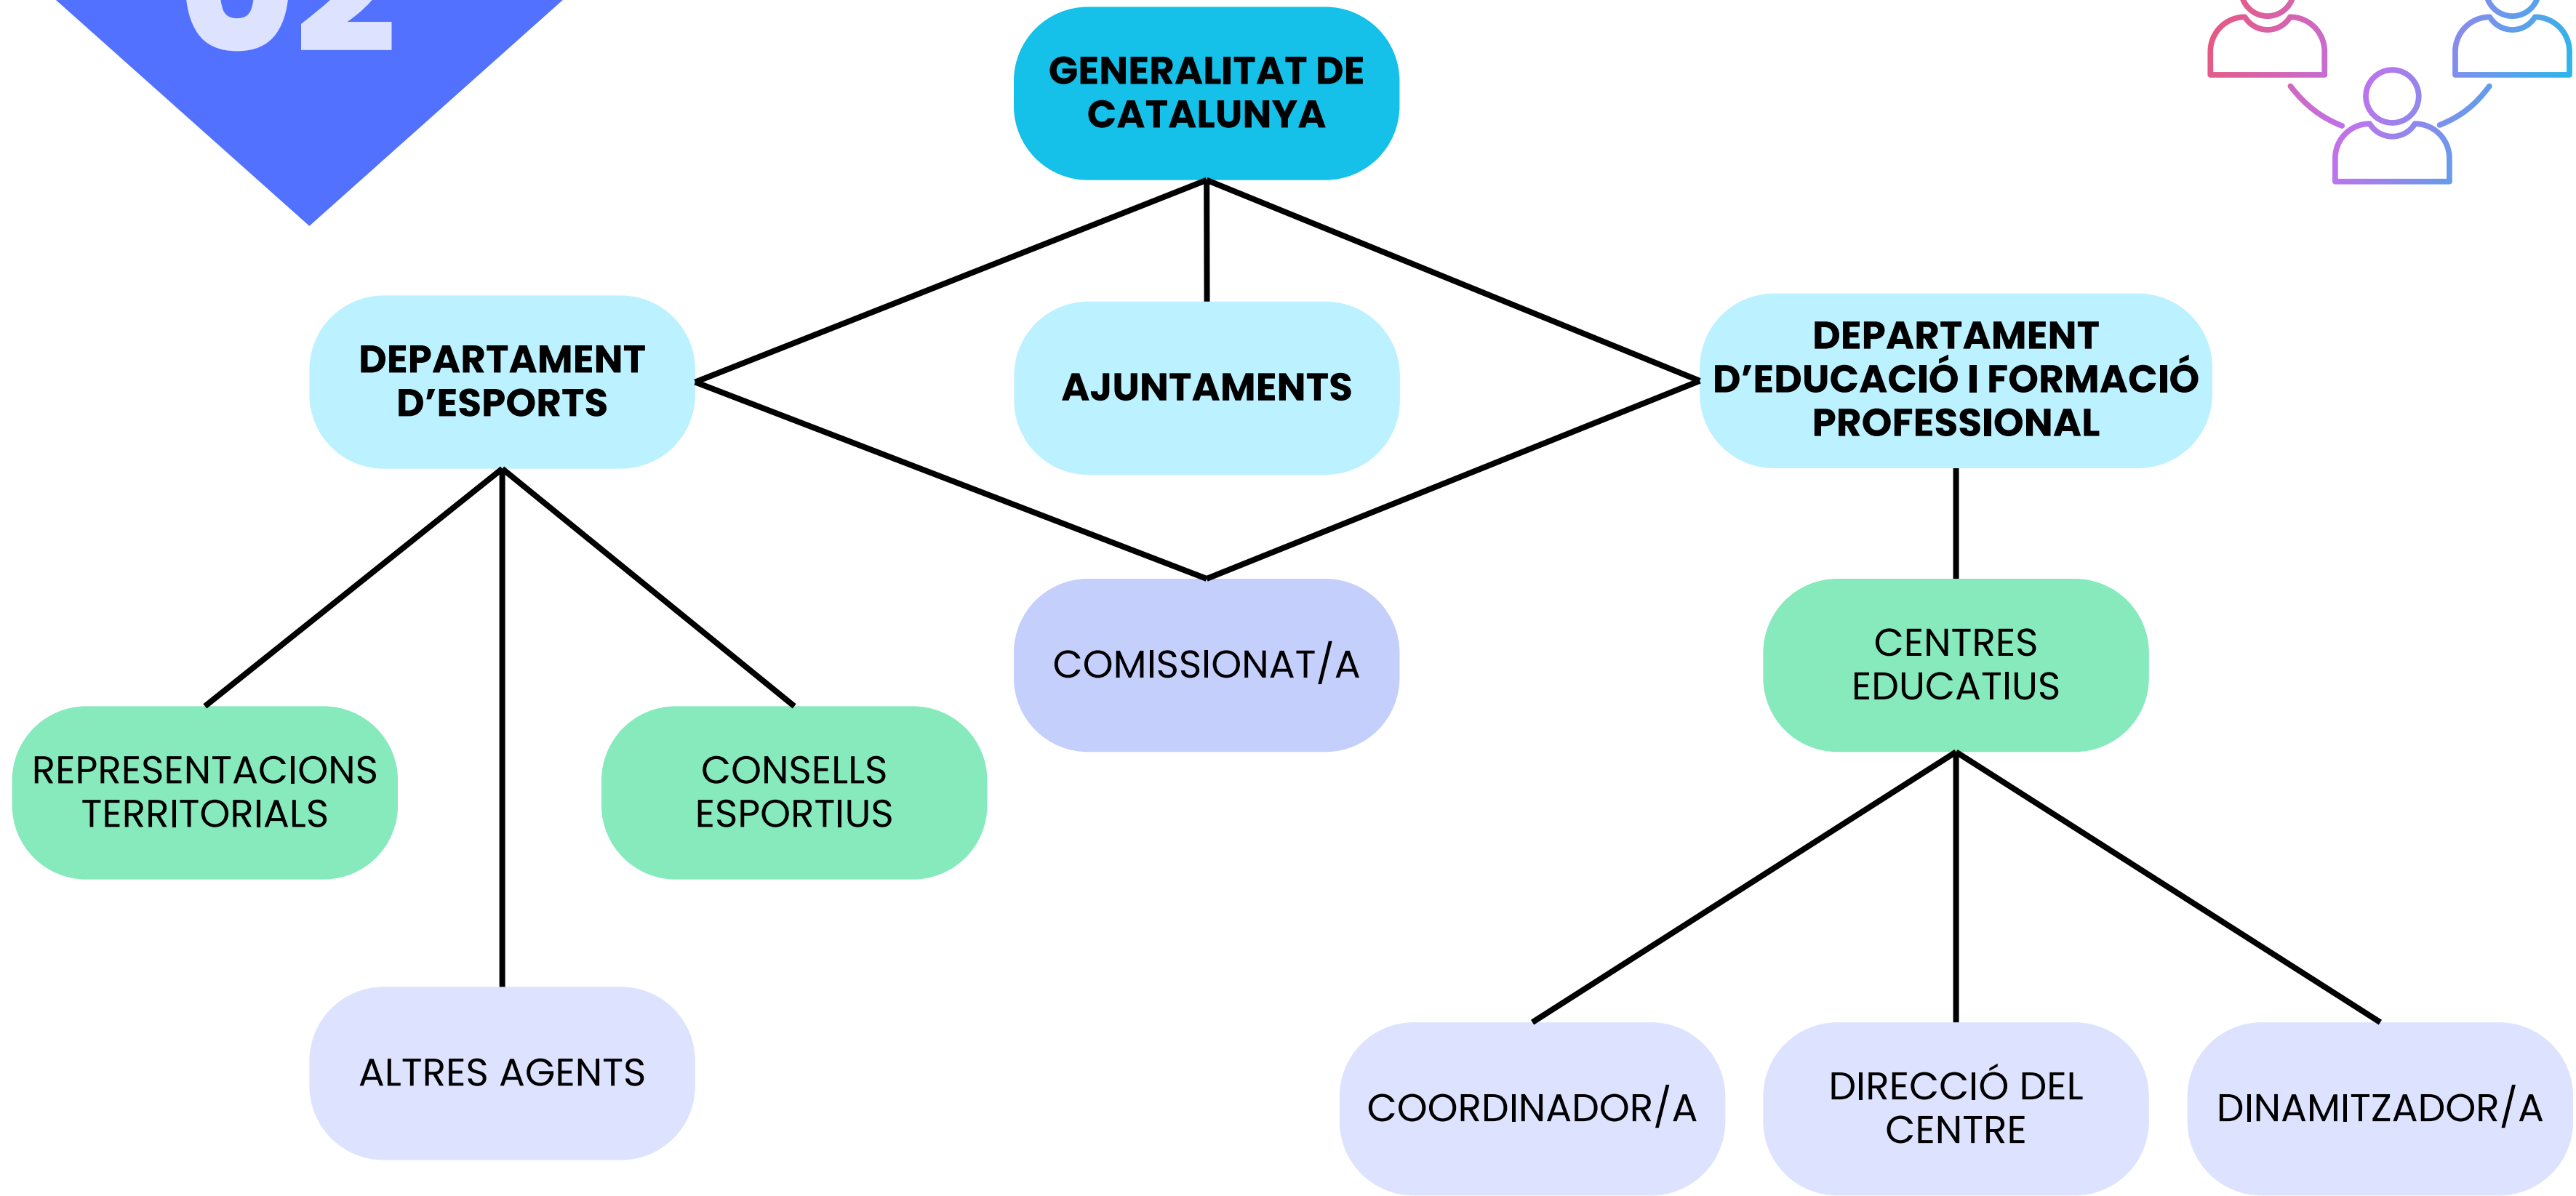 02
GENERALITAT DE
CATALUNYA
DEPARTAMENT
D’ESPORTS
AJUNTAMENTS
DEPARTAMENT
D’EDUCACIÓ I FORMACIÓ
PROFESSIONAL
COMISSIONAT/A
CENTRES
EDUCATIUS
REPRESENTACIONS
TERRITORIALS
CONSELLS
ESPORTIUS
ALTRES AGENTS
COORDINADOR/A
DIRECCIÓ DEL
CENTRE
DINAMITZADOR/A